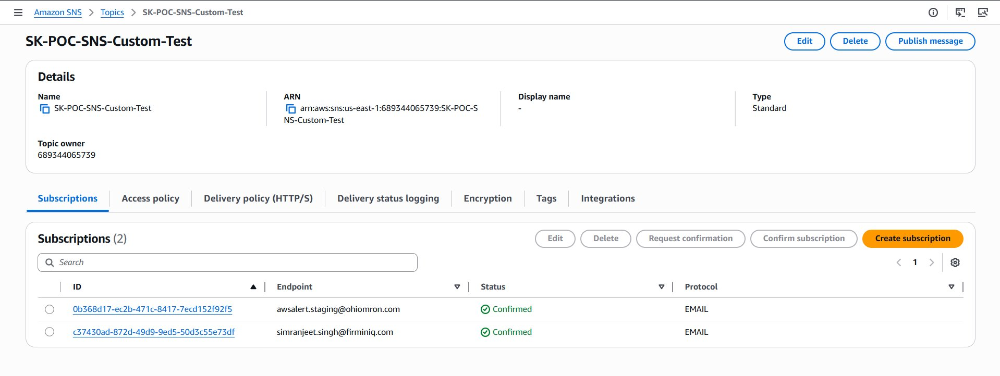 Amazon SNS > Topics > SK-POC-SNS-Custom-Test
SK-POC-SNS-Custom-Test
Edit Delete Publish message
Details
Name ARN Display name Type
SK-POC-SNS-Custom-Test arn:aws:sns:us-east-1:689344065739:SK-POC-S - Standard
NS-Custom-Test
Topic owner
689344065739
Subscriptions Access policy Delivery policy (HTTP/S) Delivery status logging Encryption Tags Integrations
Subscriptions (2) Edit Delete Request confirmation Confirm subscription Create subscription
Search 1
ID Endpoint Status Protocol
0b368d17-ec2b-471c-8417-7ecd152f92f5 awsalert.staging@ohiomron.com Confirmed EMAIL
c37430ad-872d-49d9-9ed5-50d3c55e73df simranjeet.singh@firminiq.com Confirmed EMAIL